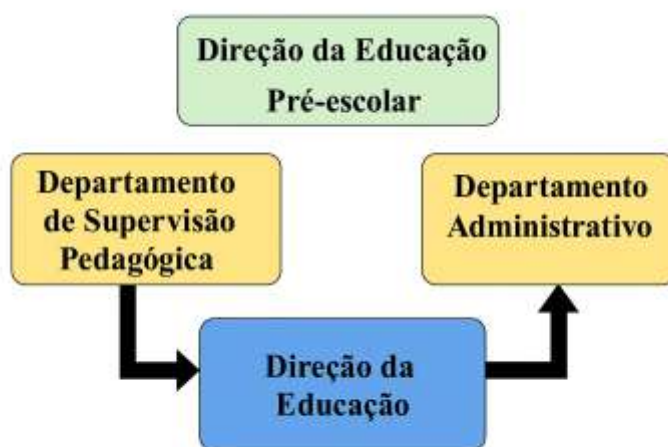 Direção da Educação
Pré-escolar
Departamento
de Supervisão
Pedagógica
Departamento
Administrativo
Direção da
Educação